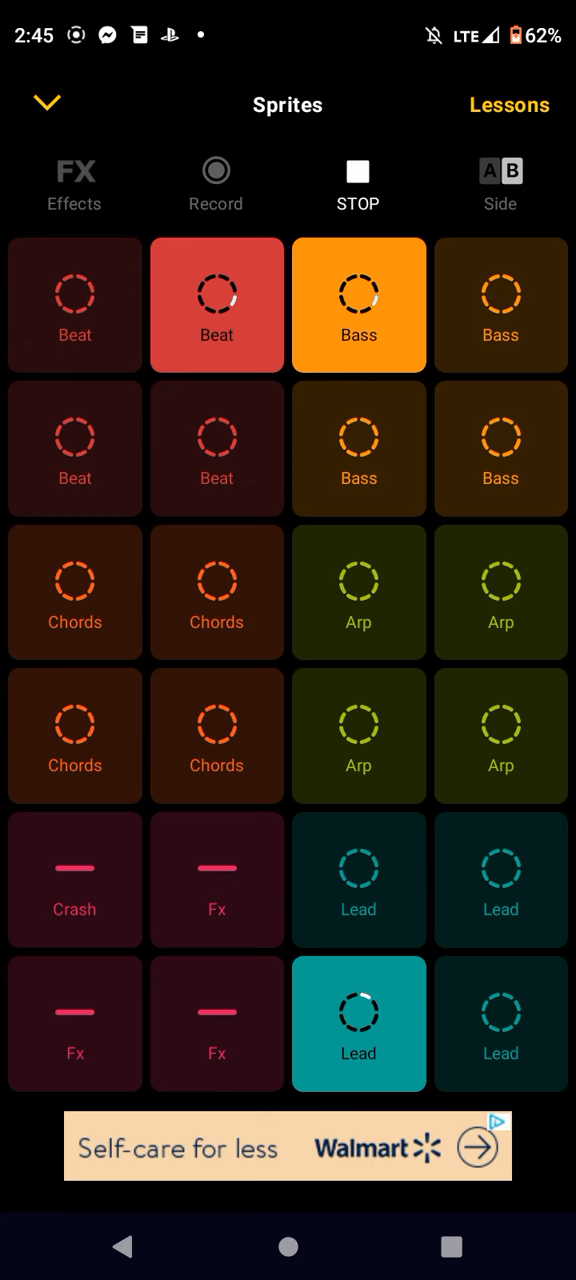 2:45 LTE 62%
Sprites Lessons
FX
Effects Record STOP A B Side
Beat Beat Bass Bass
Beat Beat Bass Bass
Chords Chords Arp Arp
Chords Chords Arp Arp
Crash Fx Lead Lead
Fx Fx Lead Lead
Self-care for less Walmart